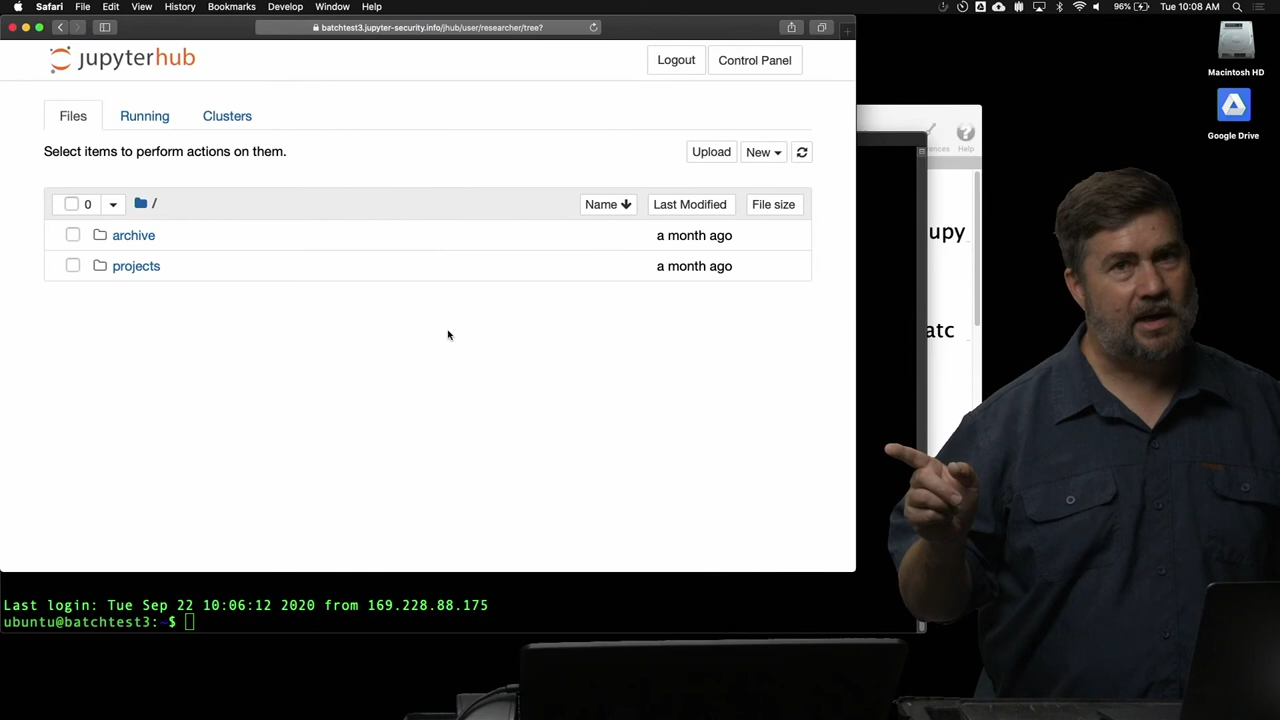 Safari File Edit View History Bookmarks Develop Window Help 96% Tue 10:08 AM
batchtest3.jupyter-security.info/jhub/user/researcher/tree?
jupyterhub
Logout Control Panel
Macintosh HD
Files Running Clusters
Google Drive
Help
Select items to perform actions on them.
Upload New
0 / Name Last Modified File size
archive a month ago
upy
projects a month ago
atc
Last login: Tue Sep 22 10:06:12 2020 from 169.228.88.175
ubuntu@batchtest3:~$